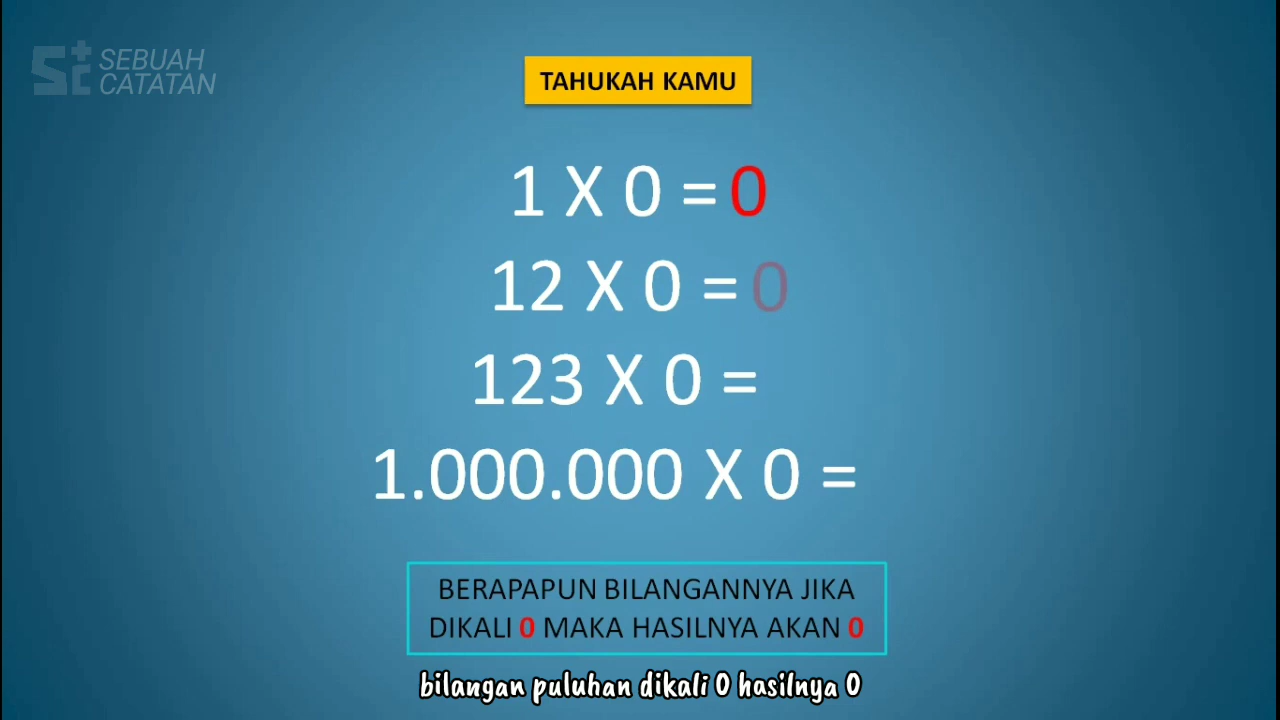 SEBUAH
CATATAN
TAHUKAH KAMU
1 X 0 = 0
12 X 0 = 0
123 X 0 =
1.000.000 X 0 =
BERAPAPUN BILANGANNYA JIKA
DIKALI 0 MAKA HASILNYA AKAN 0
bilangan puluhan dikali 0 hasilnya 0